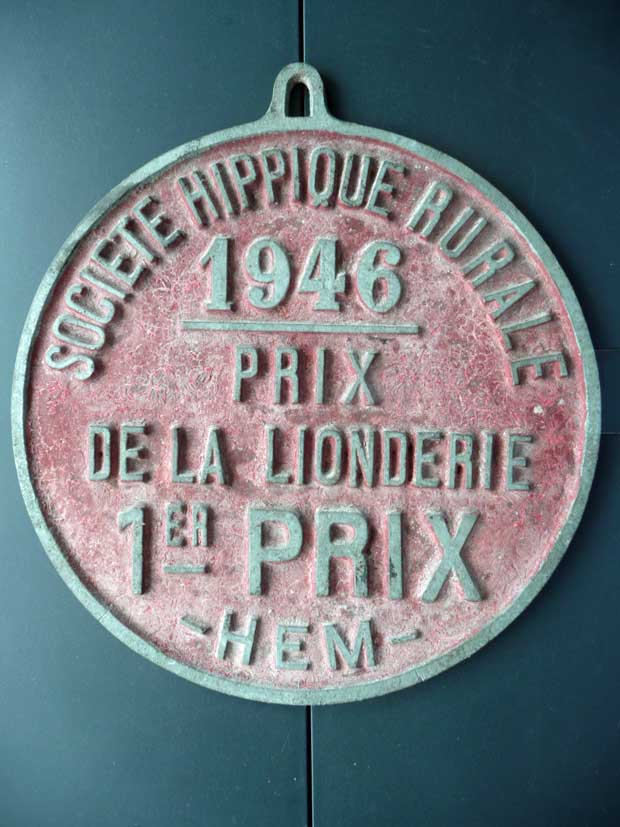 SOCIETE HIPPIQUE RURALE
1946
PRIX
DE LA LIONDERIE
1ER PRIX
-HEM-